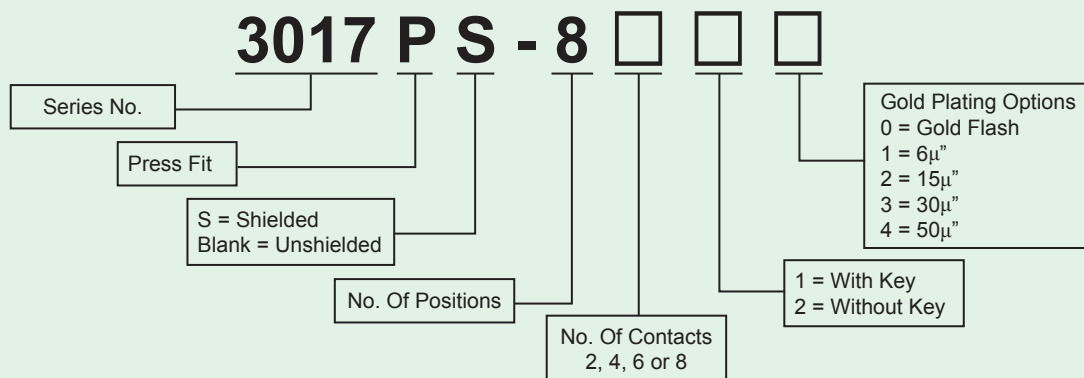 3017 P S - 8 □ □ □
Series No.
Press Fit
S = Shielded
Blank = Unshielded
No. Of Positions
No. Of Contacts
2, 4, 6 or 8
1 = With Key
2 = Without Key
Gold Plating Options
0 = Gold Flash
1 = 6µ”
2 = 15µ”
3 = 30µ”
4 = 50µ”